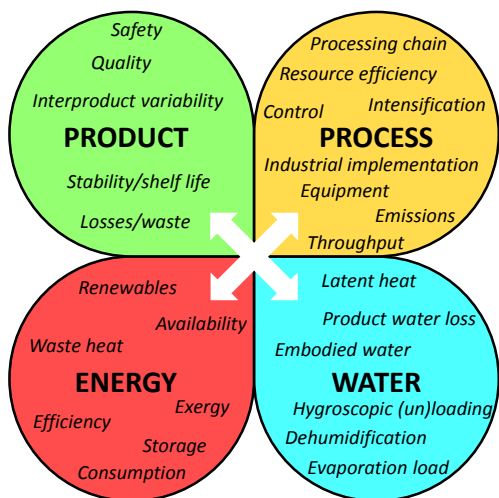 Safety
Quality
Interproduct variability
PRODUCT
Stability/shelf life
Losses/waste
Processing chain
Resource efficiency
Control
Intensification
PROCESS
Industrial implementation
Equipment
Emissions
Throughput
Renewables
Availability
Waste heat
ENERGY
Exergy
Efficiency
Storage
Consumption
Latent heat
Product water loss
Embodied water
WATER
Hygroscopic (un)loading
Dehumidification
Evaporation load